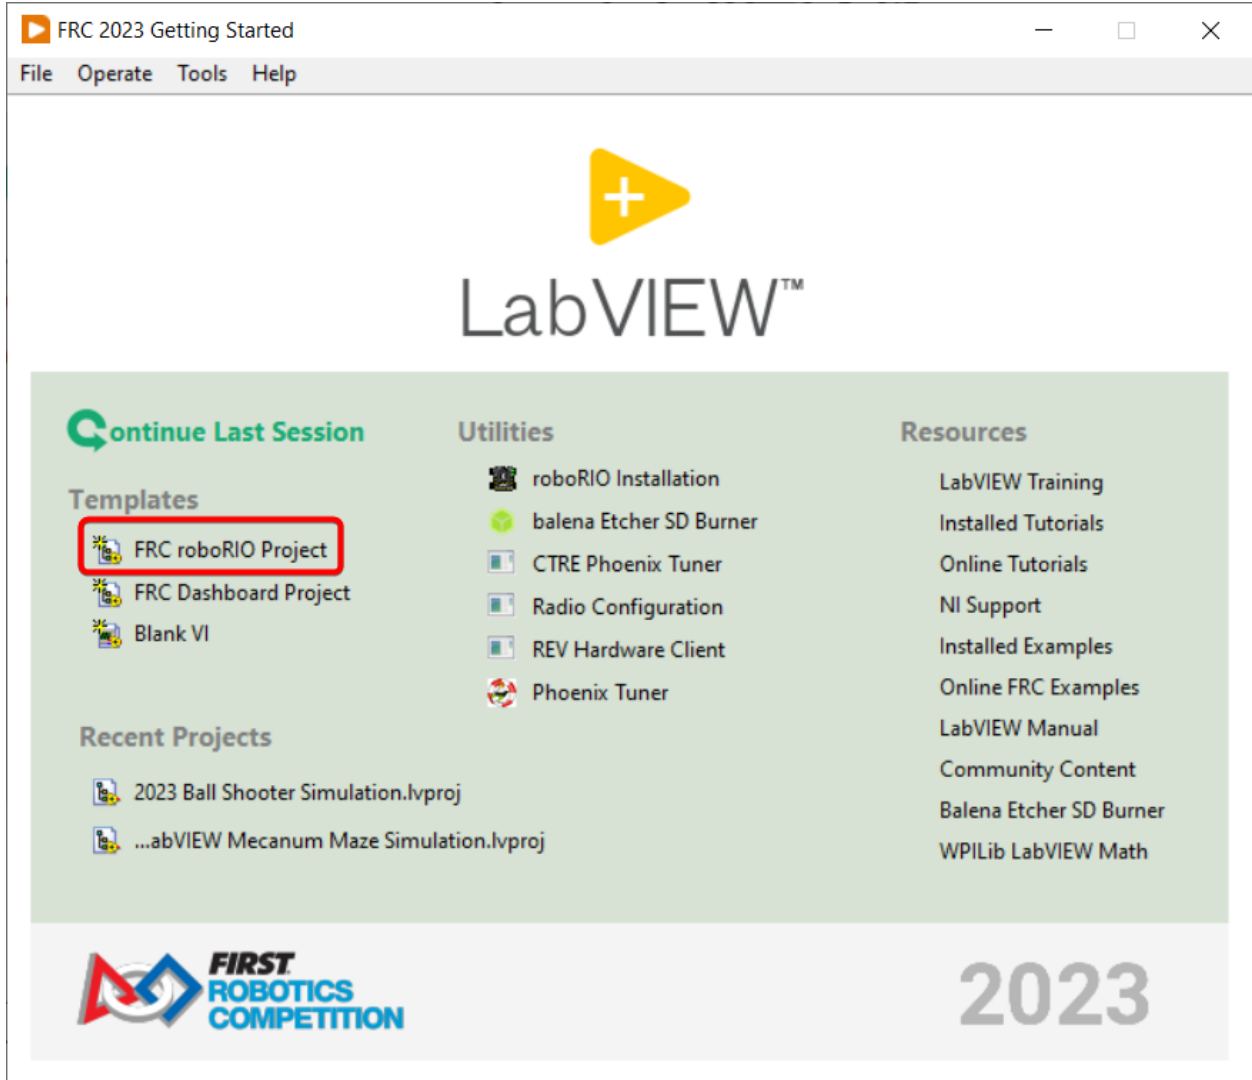 FRC 2023 Getting Started
File Operate Tools Help
LabVIEW™
Continue Last Session
Templates
FRC roboRIO Project
FRC Dashboard Project
Blank VI
Recent Projects
2023 Ball Shooter Simulation.lvproj
...abVIEW Mecanum Maze Simulation.lvproj
Utilities
roboRIO Installation
balena Etcher SD Burner
CTRE Phoenix Tuner
Radio Configuration
REV Hardware Client
Phoenix Tuner
Resources
LabVIEW Training
Installed Tutorials
Online Tutorials
NI Support
Installed Examples
Online FRC Examples
LabVIEW Manual
Community Content
Balena Etcher SD Burner
WPILib LabVIEW Math
FIRST
ROBOTICS
COMPETITION
2023